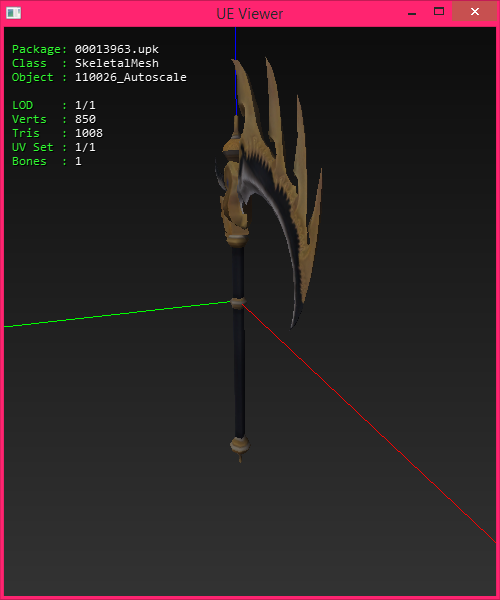 UE Viewer
Package: 00013963.upk
Class  : SkeletalMesh
Object : 110026_Autoscale
LOD    : 1/1
Verts  : 850
Tris   : 1008
UV Set : 1/1
Bones  : 1